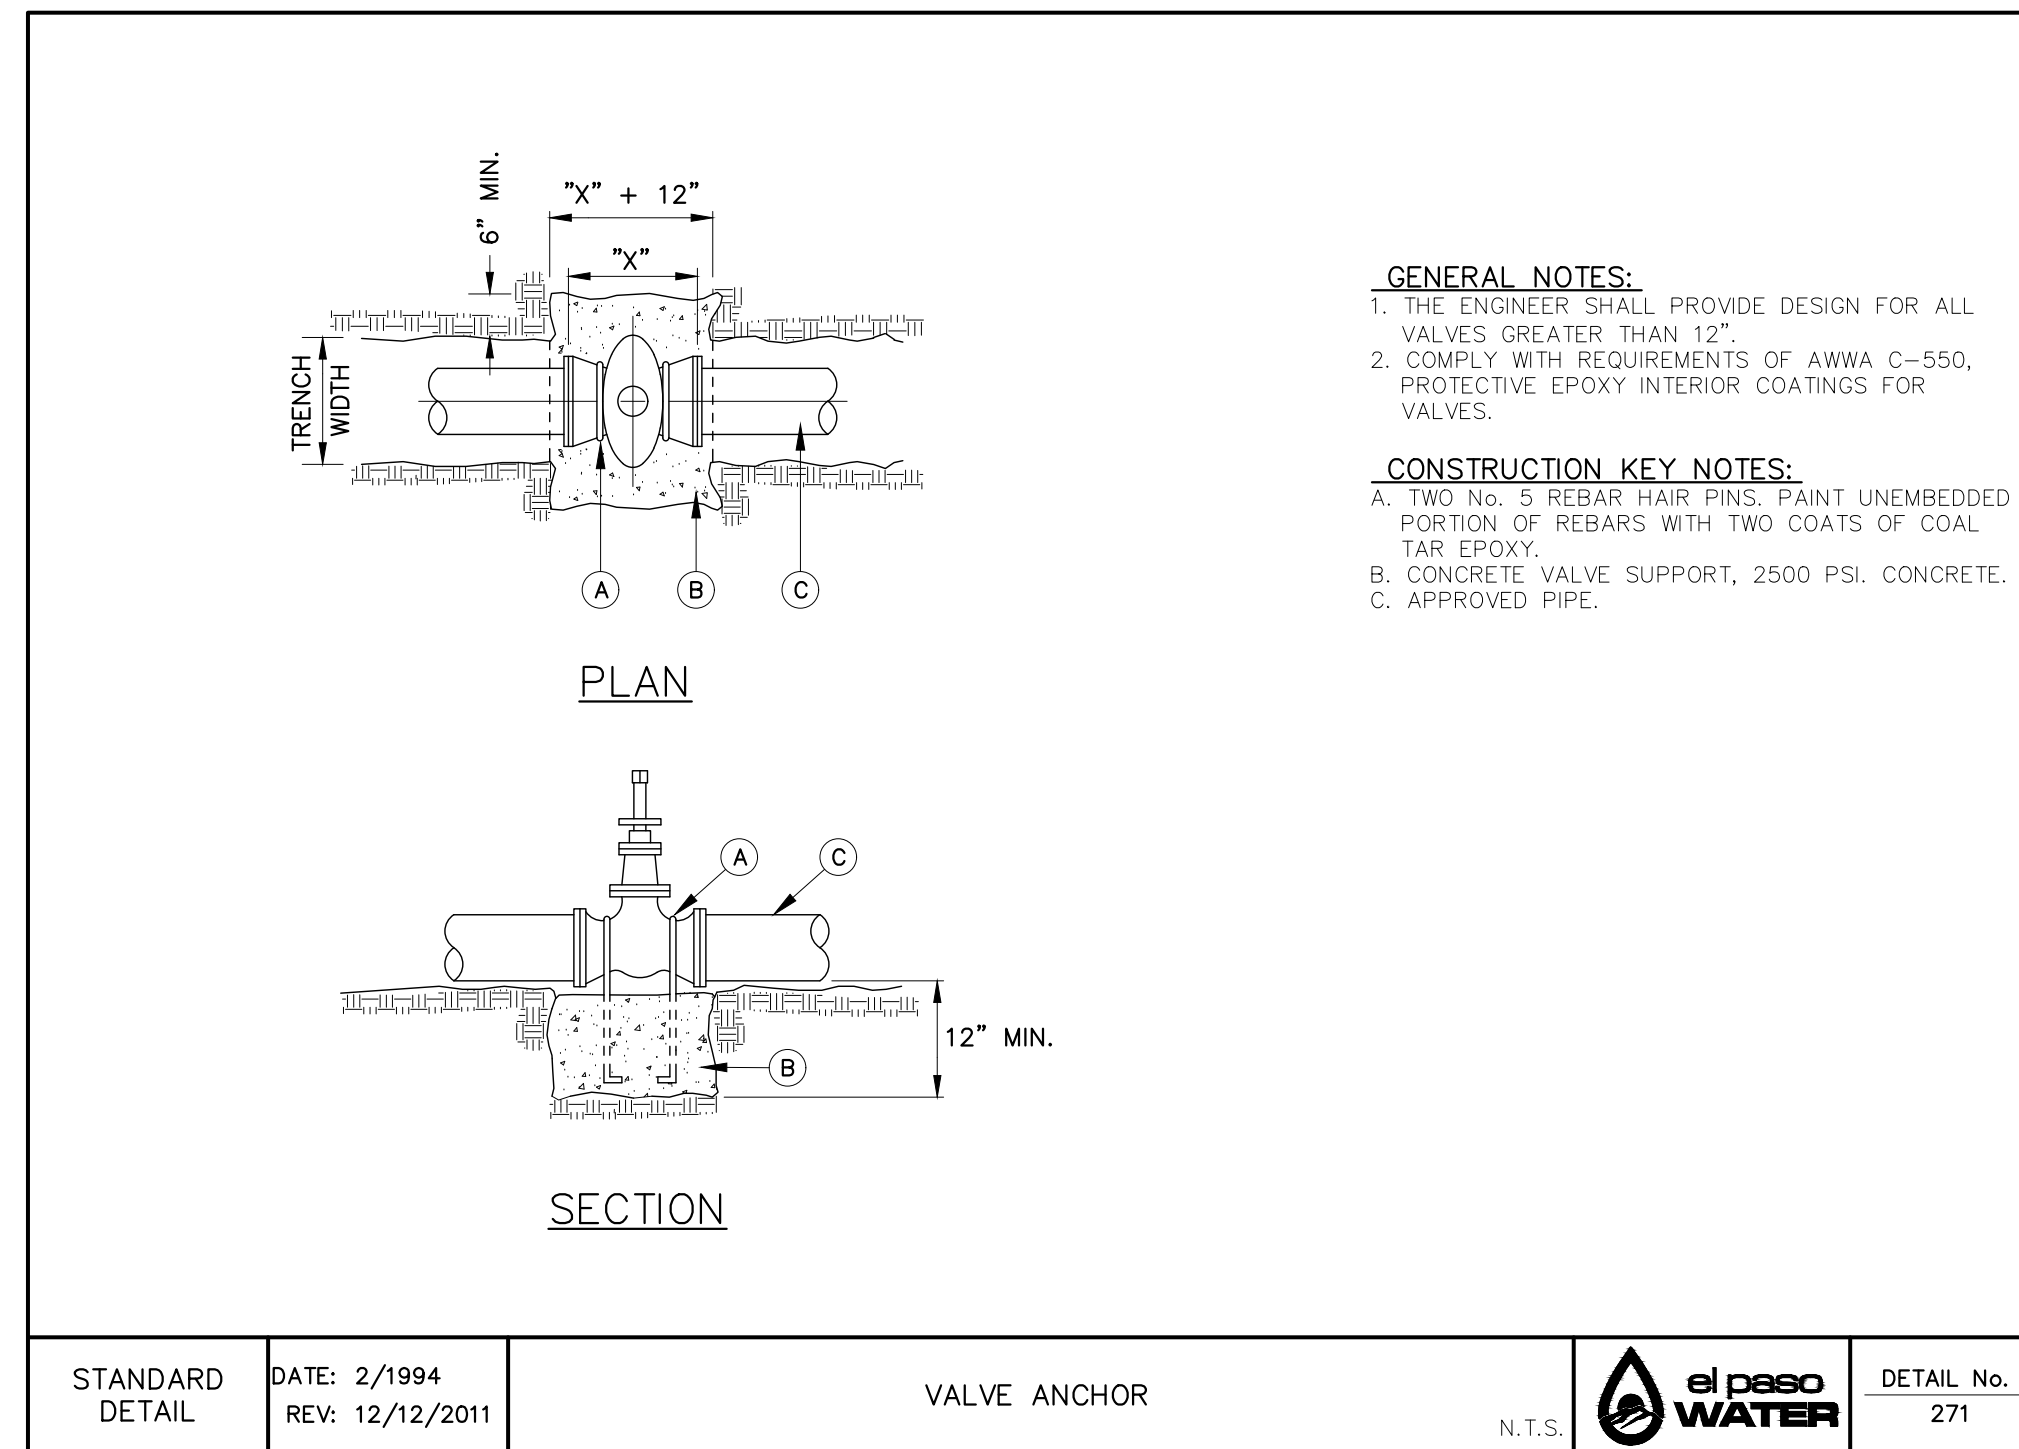 6” MIN.
”X” + 12”
”X”
TRENCH
WIDTH
A
B
C
PLAN
A
C
B
12” MIN.
SECTION
GENERAL NOTES:
1. THE ENGINEER SHALL PROVIDE DESIGN FOR ALL
VALVES GREATER THAN 12”.
2. COMPLY WITH REQUIREMENTS OF AWWA C-550,
PROTECTIVE EPOXY INTERIOR COATINGS FOR
VALVES.
CONSTRUCTION KEY NOTES:
A. TWO No. 5 REBAR HAIR PINS. PAINT UNEMBEDDED
PORTION OF REBARS WITH TWO COATS OF COAL
TAR EPOXY.
B. CONCRETE VALVE SUPPORT, 2500 PSI. CONCRETE.
C. APPROVED PIPE.
STANDARD
DETAIL
DATE: 2/1994
REV: 12/12/2011
VALVE ANCHOR
N.T.S.
el paso
WATER
DETAIL No.
271